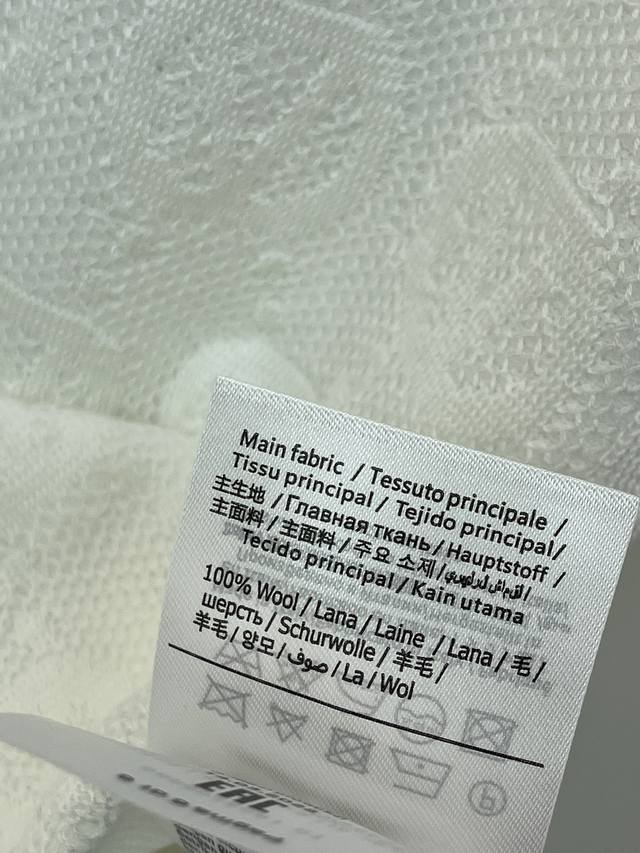 Main fabric / Tessuto principale /
Tissu principal / Tejido principal/
主生地 / Главная ткань / Hauptstoff /
主面料 / 主面料 / 주요 소재 /القماش الرئيسي/
Tecido principal / Kain utama
100% Wool / Lana / Laine / Lana / 毛 /
шерсть / Schurwolle / 羊毛 /
羊毛 / 양모 / صوف / La / Wol
EAC